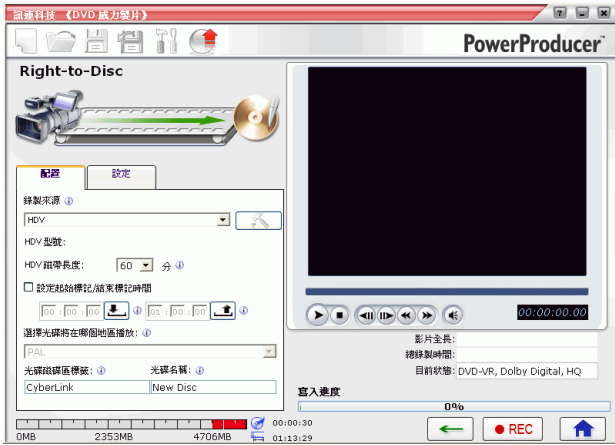 訊連科技 《DVD 威力製片》
PowerProducer™
Right-to-Disc
配置
設定
錄製來源
HDV
HDV 型號:
HDV 磁帶長度: 60 分
設定起始標記/結束標記時間
00 : 00 : 00 01 : 00 : 00
選擇光碟將在哪個地區播放:
PAL
光碟磁碟區標籤: 光碟名稱:
CyberLink New Disc
00:00:00.00
影片全長:
總錄製時間:
目前狀態: DVD-VR, Dolby Digital, HQ
寫入進度
0%
00:00:30
0MB 2353MB 4706MB 01:13:29
REC